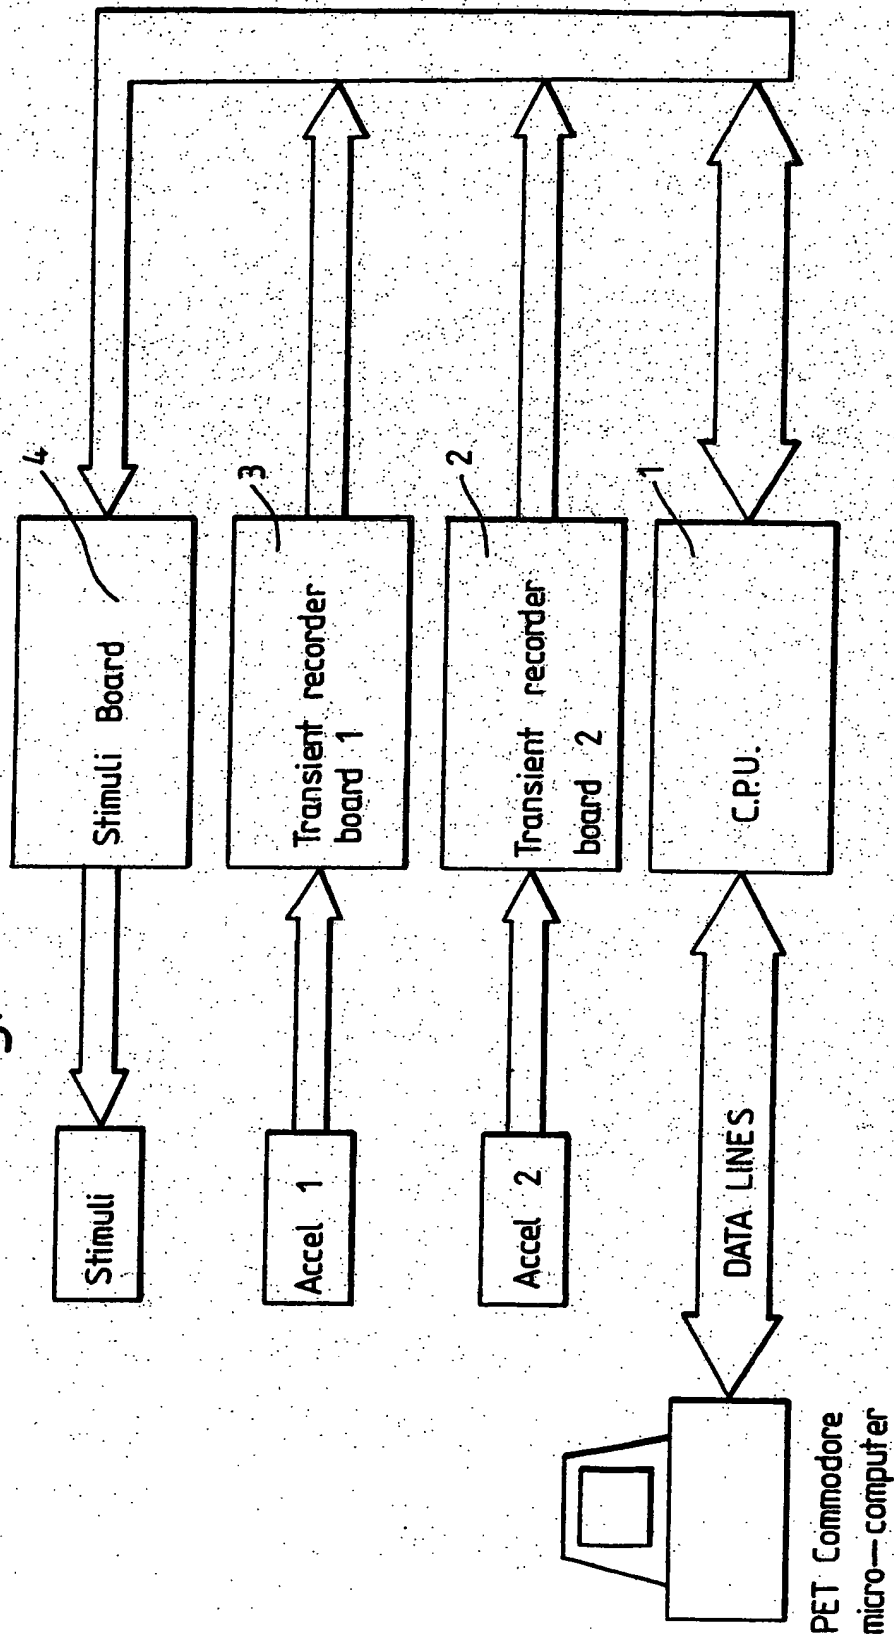 4
Stimuli Board
Stimuli
3
Transient recorder
board 1
Accel 1
2
Transient recorder
board 2
Accel 2
1
C.P.U.
DATA LINES
PET Commodore
micro—computer